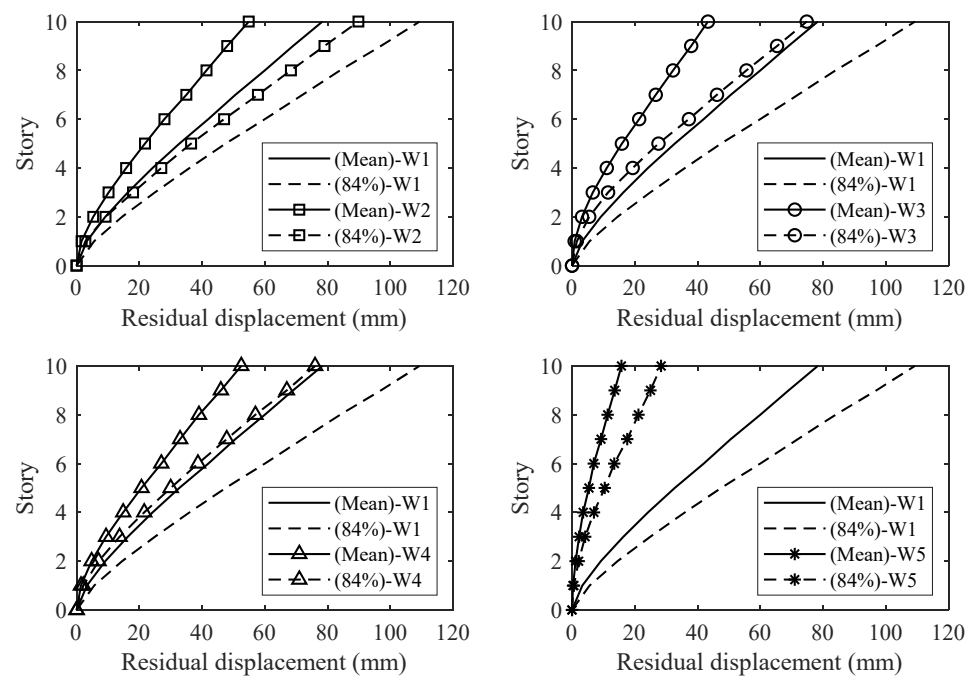 10
8
6
4
2
0
Story
(Mean)-W1
(84%)-W1
(Mean)-W2
(84%)-W2
0 20 40 60 80 100 120
Residual displacement (mm)
10
8
6
4
2
0
Story
(Mean)-W1
(84%)-W1
(Mean)-W3
(84%)-W3
0 20 40 60 80 100 120
Residual displacement (mm)
10
8
6
4
2
0
Story
(Mean)-W1
(84%)-W1
(Mean)-W4
(84%)-W4
0 20 40 60 80 100 120
Residual displacement (mm)
10
8
6
4
2
0
Story
(Mean)-W1
(84%)-W1
(Mean)-W5
(84%)-W5
0 20 40 60 80 100 120
Residual displacement (mm)